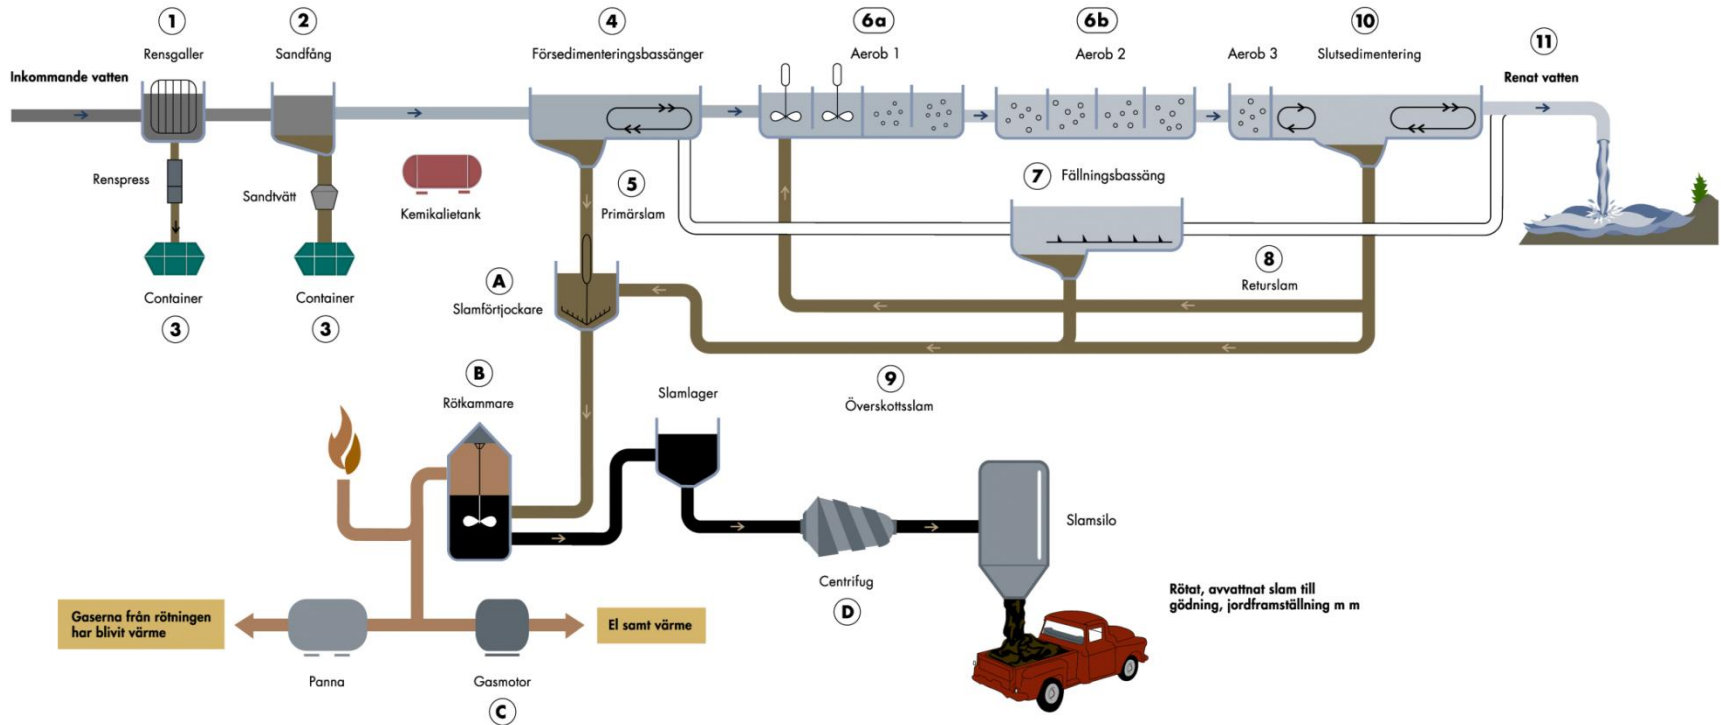 1
Rensgaller
2
Sandfång
4
Försedimenteringsbassänger
6a
Aerob 1
6b
Aerob 2
Aerob 3
10
Slutsedimentering
11
Renat vatten
Inkommande vatten
Renspress
Sandtvätt
Kemikalietank
5
Primärslam
7
Fällningsbassäng
8
Returslam
Container
3
Container
3
A
Slamförtjockare
9
Överskottsslam
B
Rötkammare
Slamlager
Centrifug
D
Slamsilo
Rötat, avvattnat slam till
gödning, jordframställning m m
Gaserna från rötningen
har blivit värme
El samt värme
Panna
Gasmotor
C